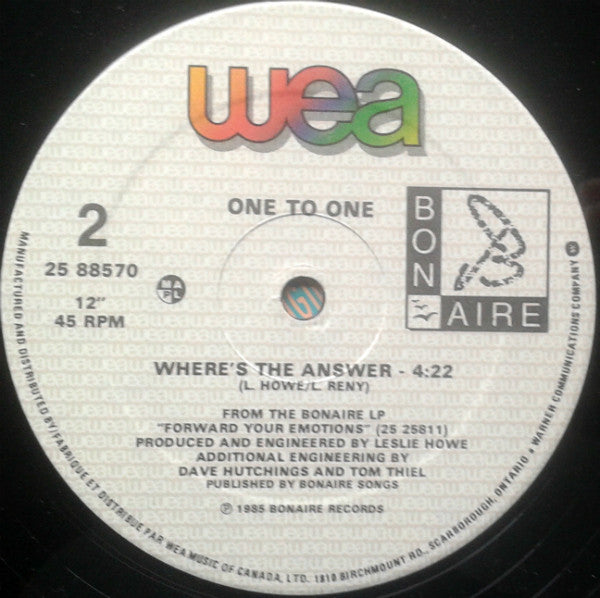 wea
ONE TO ONE
2
25 88570
12"
45 RPM
MA
PL
BON
AIRE
WHERE'S THE ANSWER - 4:22
(L. HOWE/L. RENY)
FROM THE BONAIRE LP
"FORWARD YOUR EMOTIONS" (25 25811)
PRODUCED AND ENGINEERED BY LESLIE HOWE
ADDITIONAL ENGINEERING BY
DAVE HUTCHINGS AND TOM THIEL
PUBLISHED BY BONAIRE SONGS
℗ 1985 BONAIRE RECORDS
MANUFACTURED AND DISTRIBUTED BY/FABRIQUE ET DISTRIBUE PAR WEA MUSIC OF CANADA, LTD. 1810 BIRCHMOUNT RD., SCARBOROUGH, ONTARIO • WARNER COMMUNICATIONS COMPANY